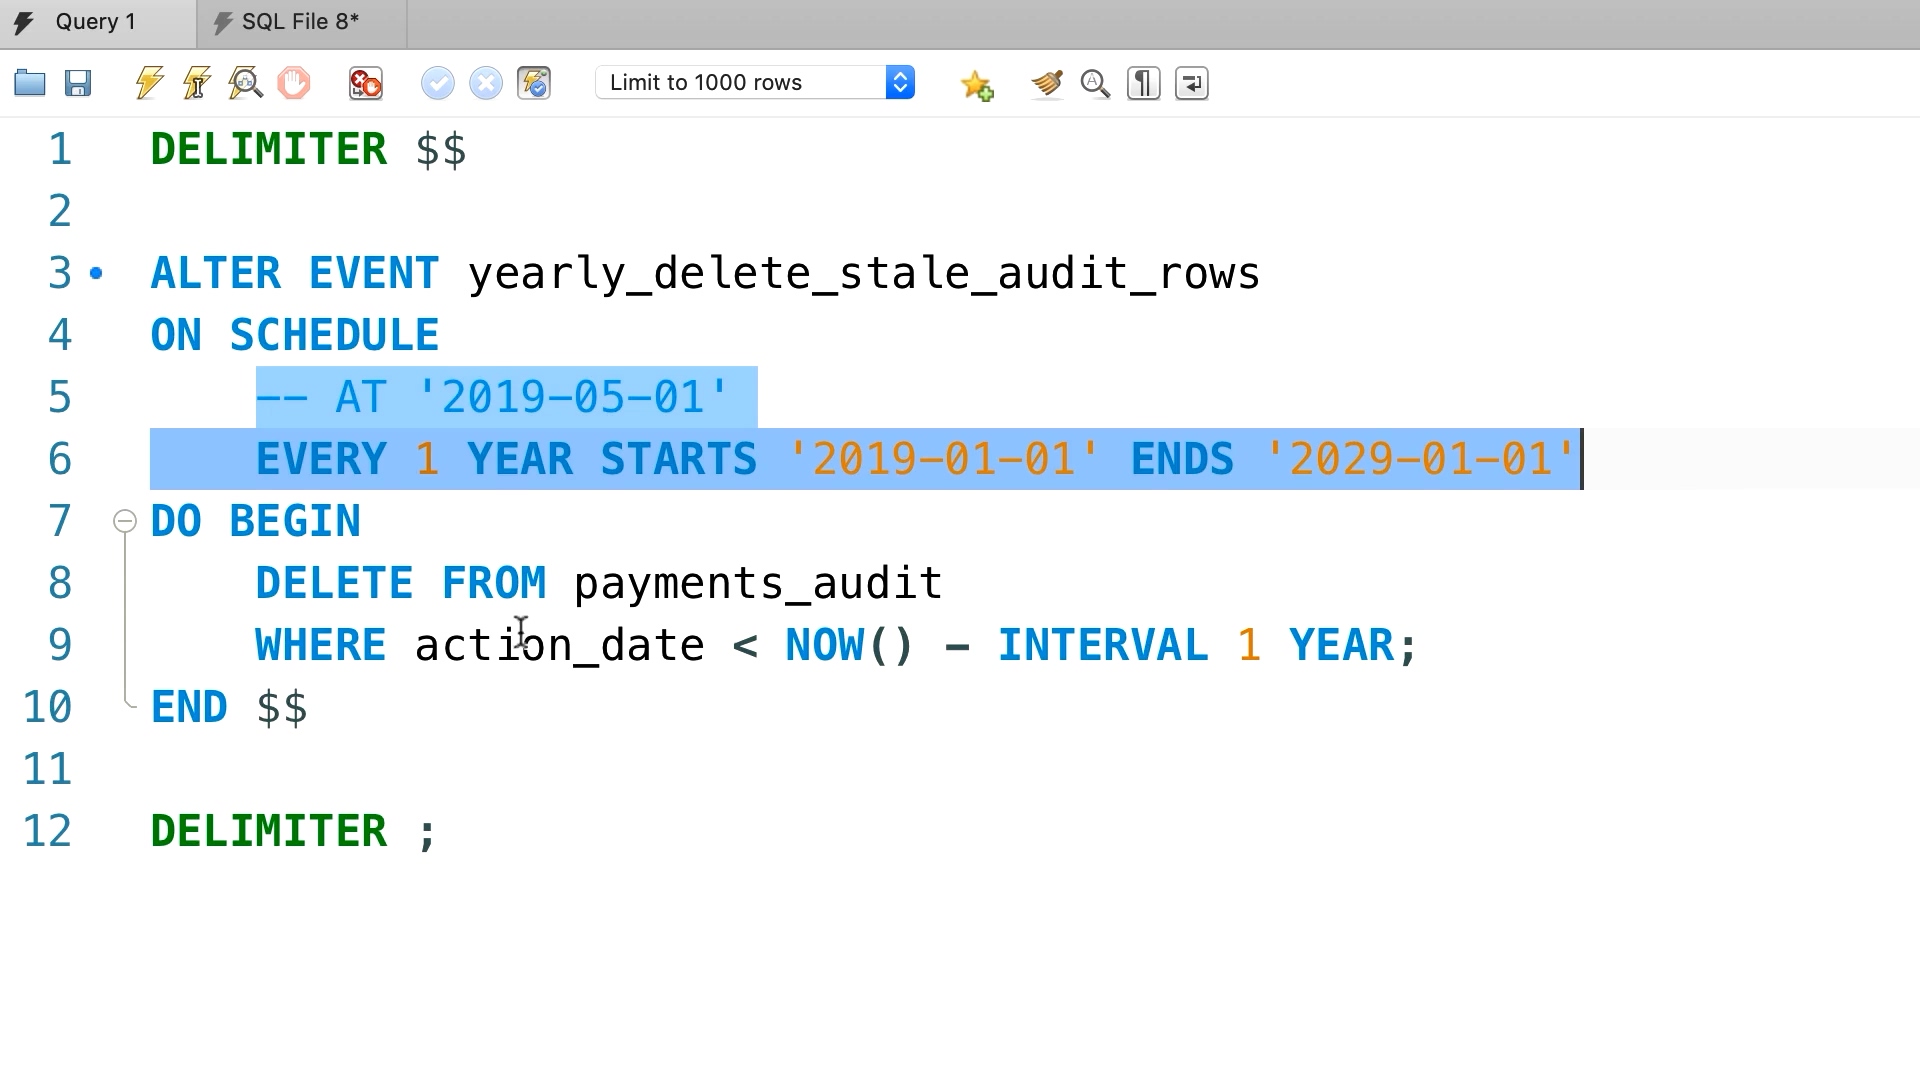 Query 1
SQL File 8*
Limit to 1000 rows
1 DELIMITER $$
2
3 ALTER EVENT yearly_delete_stale_audit_rows
4 ON SCHEDULE
5 -- AT '2019-05-01'
6 EVERY 1 YEAR STARTS '2019-01-01' ENDS '2029-01-01'
7 DO BEGIN
8 DELETE FROM payments_audit
9 WHERE action_date < NOW() - INTERVAL 1 YEAR;
10 END $$
11
12 DELIMITER ;